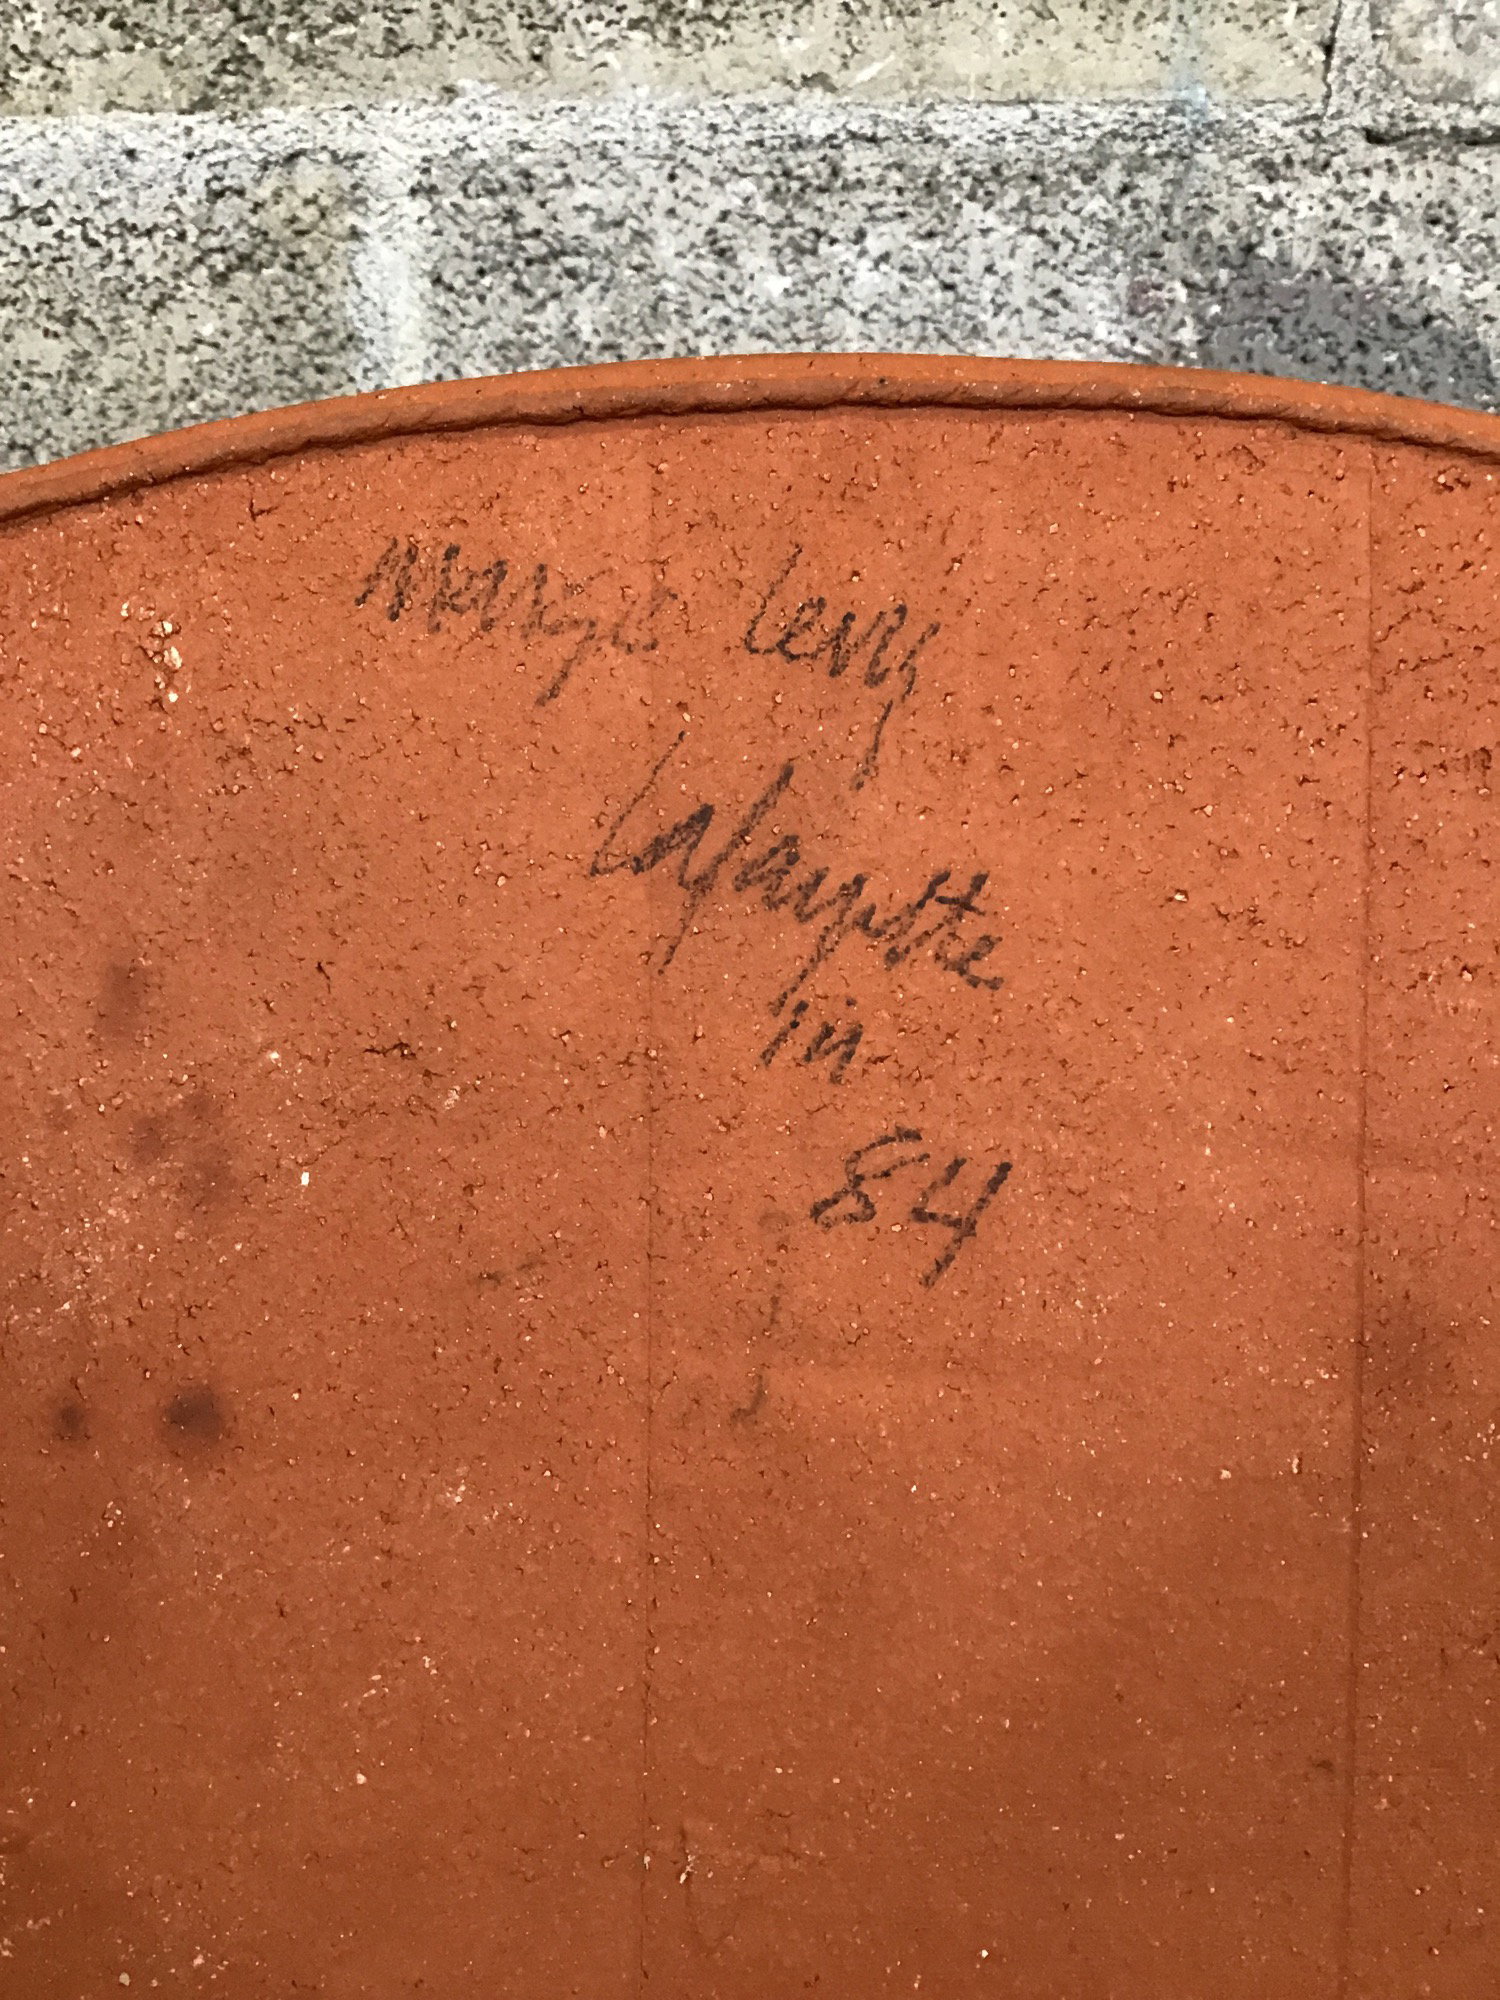 Margie Levy
Lafayette
in
84